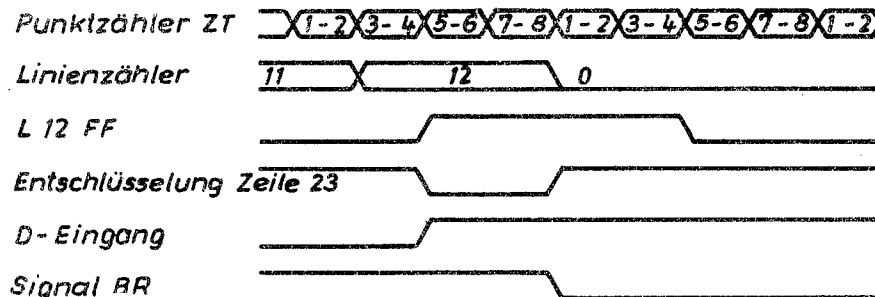 Punktzähler ZT 1-2 3-4 5-6 7-8 1-2 3-4 5-6 7-8 1-2
Linienzähler 11 12 0
L 12 FF
Entschlüsselung Zeile 23
D-Eingang
Signal BR